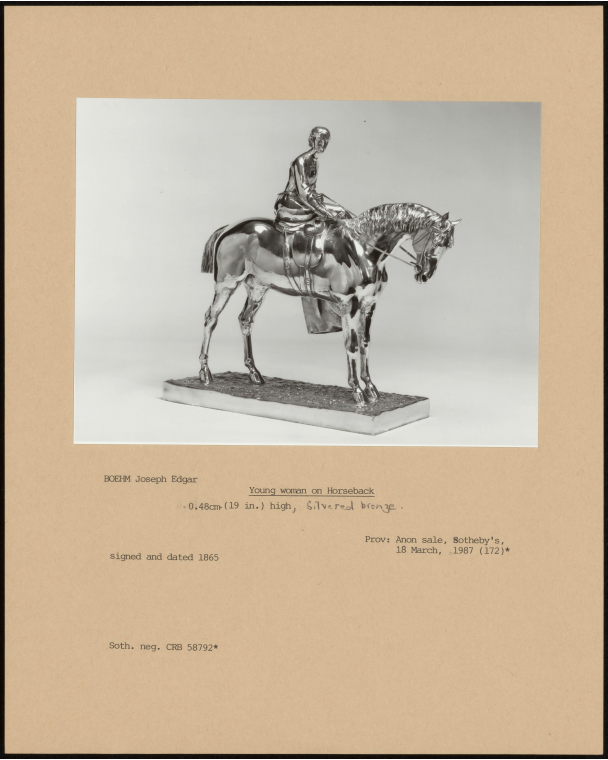 BOEHM Joseph Edgar
Young woman on Horseback
0.48cm (19 in.) high, Silvered bronze.
Prov: Anon sale, Sotheby's,
18 March, 1987 (172)*
signed and dated 1865
Soth. neg. CRB 58792*